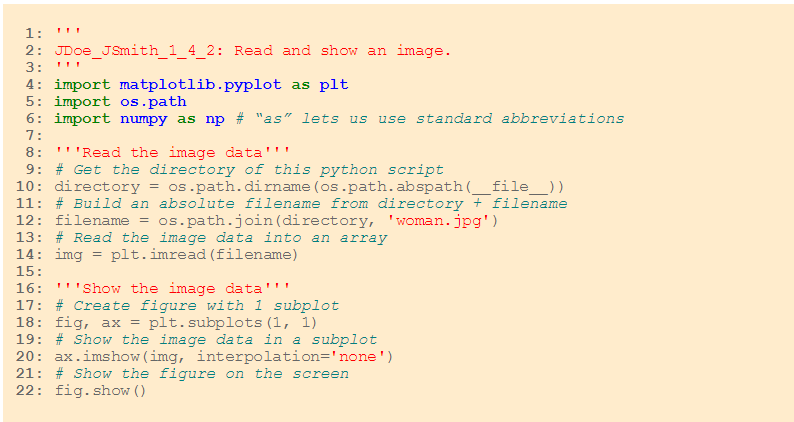 1: '''
2: JDoe_JSmith_1_4_2: Read and show an image.
3: '''
4: import matplotlib.pyplot as plt
5: import os.path
6: import numpy as np # “as” lets us use standard abbreviations
7:
8: '''Read the image data'''
9: # Get the directory of this python script
10: directory = os.path.dirname(os.path.abspath(__file__))
11: # Build an absolute filename from directory + filename
12: filename = os.path.join(directory, 'woman.jpg')
13: # Read the image data into an array
14: img = plt.imread(filename)
15:
16: '''Show the image data'''
17: # Create figure with 1 subplot
18: fig, ax = plt.subplots(1, 1)
19: # Show the image data in a subplot
20: ax.imshow(img, interpolation='none')
21: # Show the figure on the screen
22: fig.show()